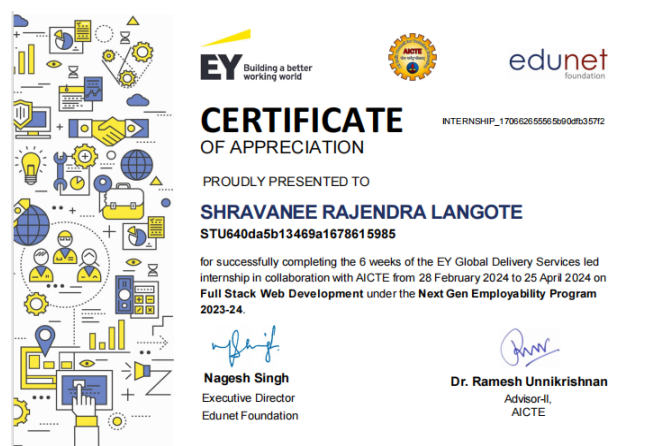 EY Building a better
working world
AICTE
edunet
foundation
CERTIFICATE
OF APPRECIATION
INTERNSHIP_170662655565b90dfb357f2
PROUDLY PRESENTED TO
SHRAVANEE RAJENDRA LANGOTE
STU640da5b13469a1678615985
for successfully completing the 6 weeks of the EY Global Delivery Services led
internship in collaboration with AICTE from 28 February 2024 to 25 April 2024 on
Full Stack Web Development under the Next Gen Employability Program
2023-24.
Nagesh Singh
Executive Director
Edunet Foundation
Dr. Ramesh Unnikrishnan
Advisor-II,
AICTE